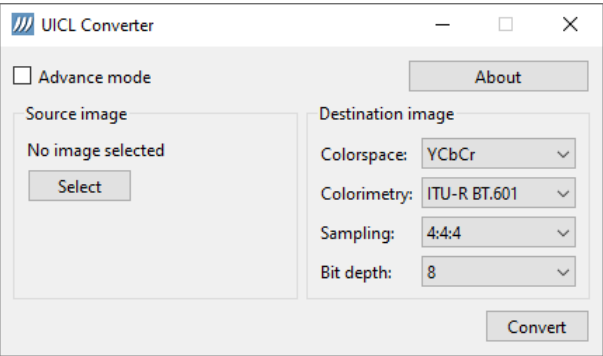 UICL Converter
Advance mode
About
Source image
No image selected
Select
Destination image
Colorspace: YCbCr
Colorimetry: ITU-R BT.601
Sampling: 4:4:4
Bit depth: 8
Convert